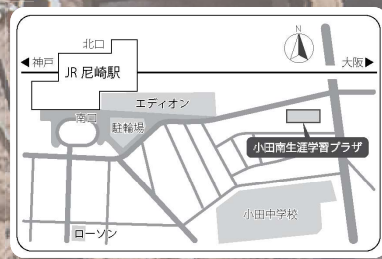 北口
N
◀神戸
JR 尼崎駅
大阪▶
エディオン
南口
駐輪場
小田南生涯学習プラザ
小田中学校
ローソン